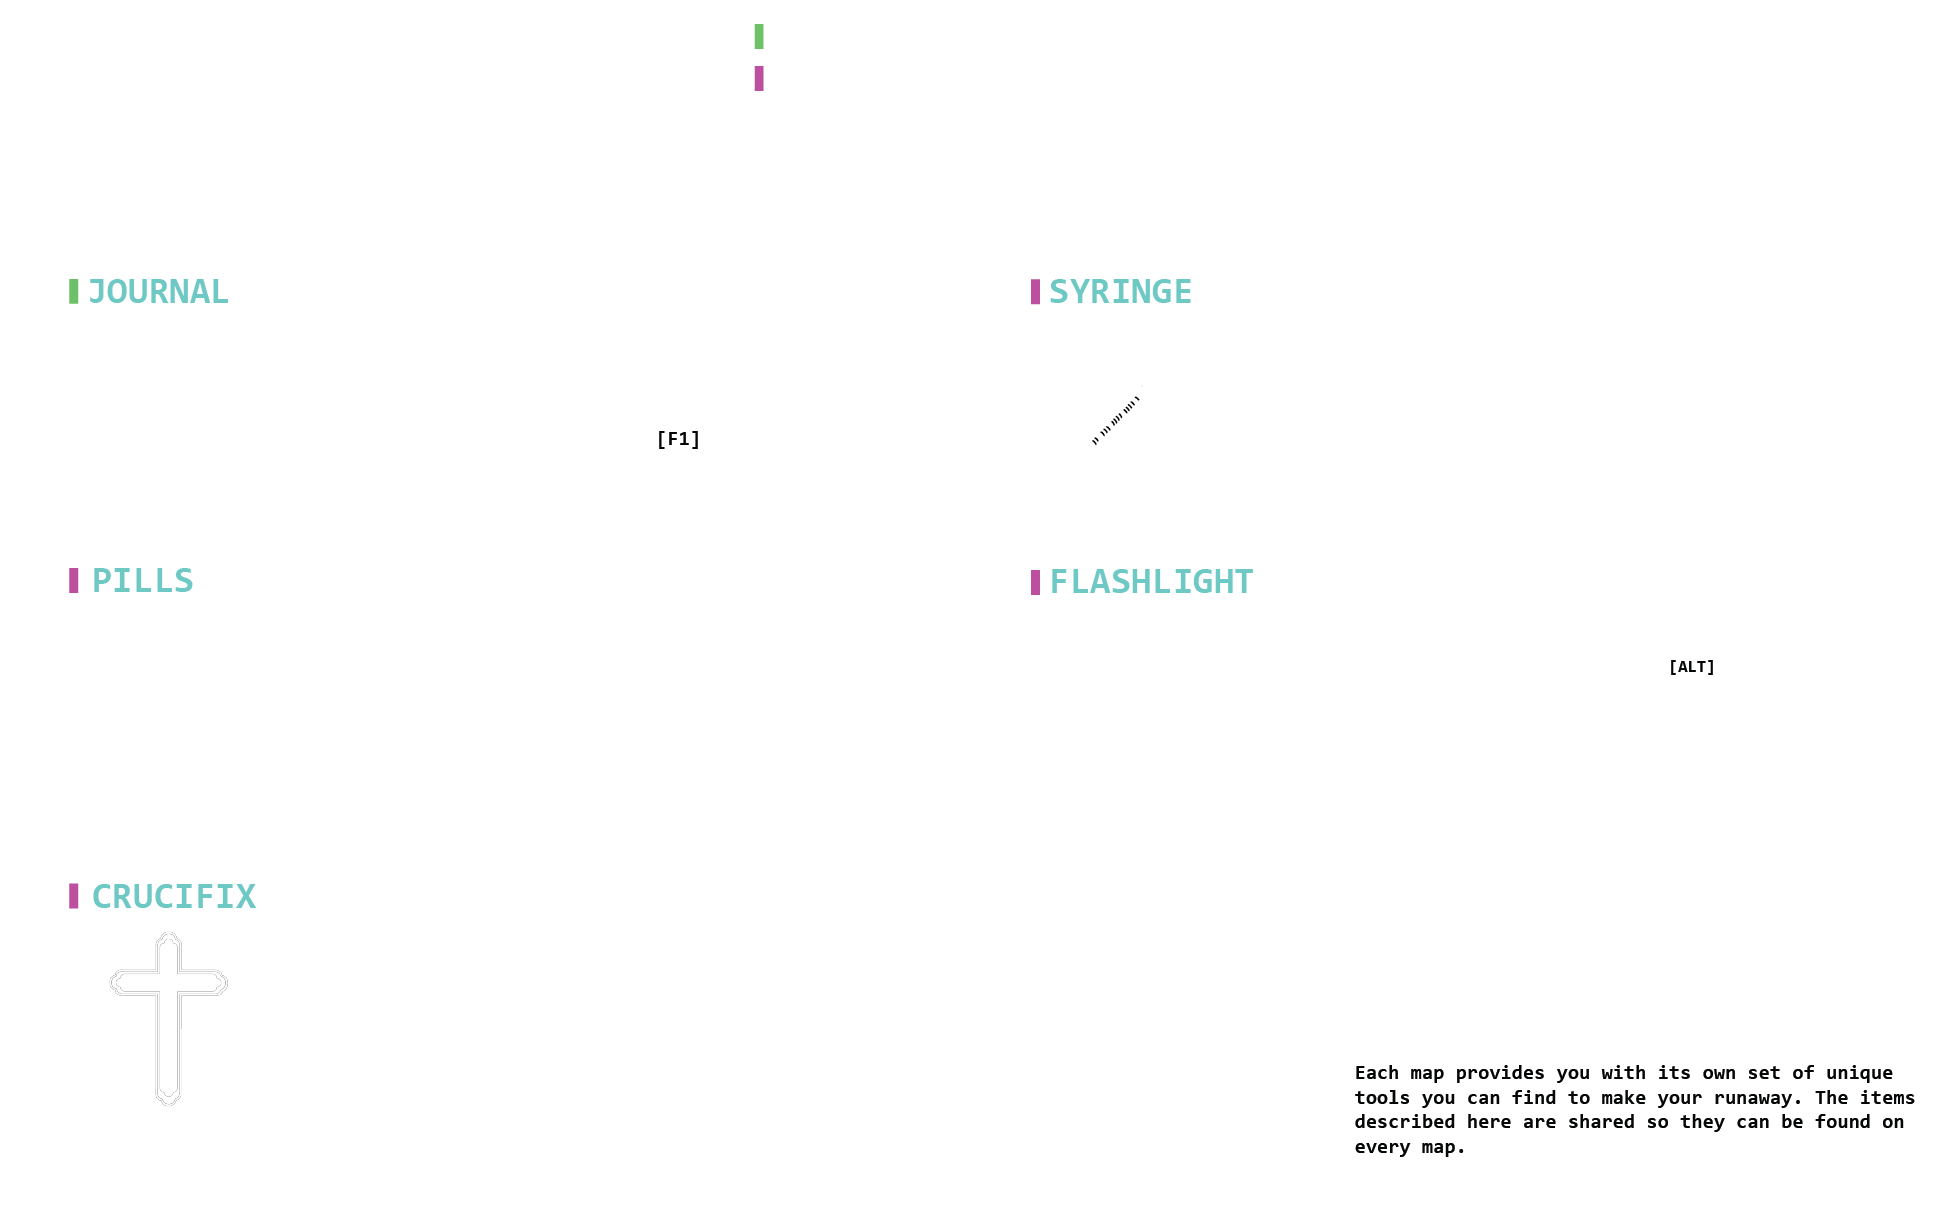 JOURNAL
SYRINGE
[F1]
PILLS
FLASHLIGHT
[ALT]
CRUCIFIX
Each map provides you with its own set of unique
tools you can find to make your runaway. The items
described here are shared so they can be found on
every map.